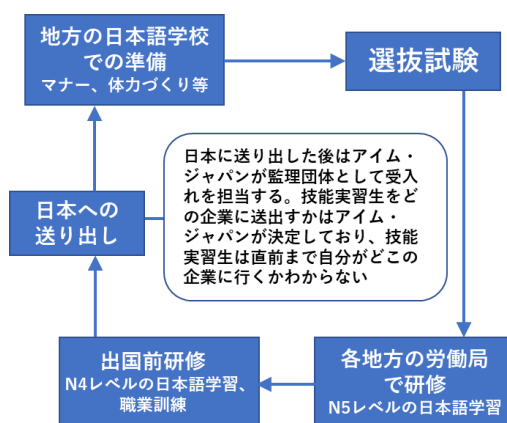 地方の日本語学校
での準備
マナー、体力づくり等
選抜試験
日本に送り出した後はアイム・
ジャパンが監理団体として受入
れを担当する。技能実習生をど
の企業に送出すかはアイム・
ジャパンが決定しており、技能
実習生は直前まで自分がどこの
企業に行くかわからない
日本への
送り出し
出国前研修
N4レベルの日本語学習、
職業訓練
各地方の労働局
で研修
N5レベルの日本語学習